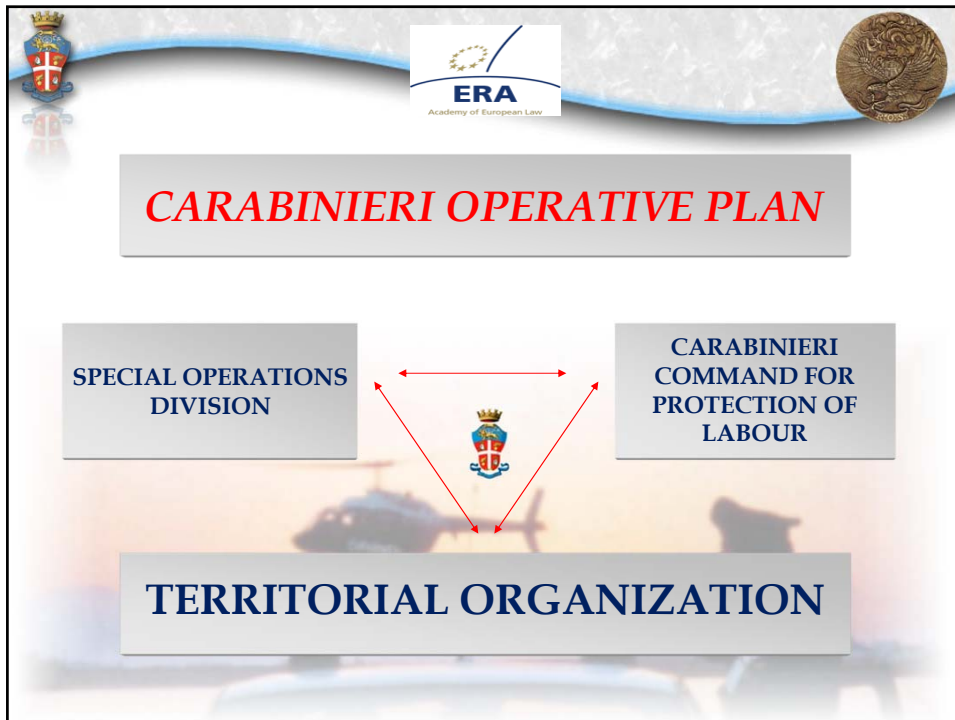 ERA
Academy of European Law
R.O.S.
CARABINIERI OPERATIVE PLAN
SPECIAL OPERATIONS
DIVISION
CARABINIERI
COMMAND FOR
PROTECTION OF
LABOUR
TERRITORIAL ORGANIZATION